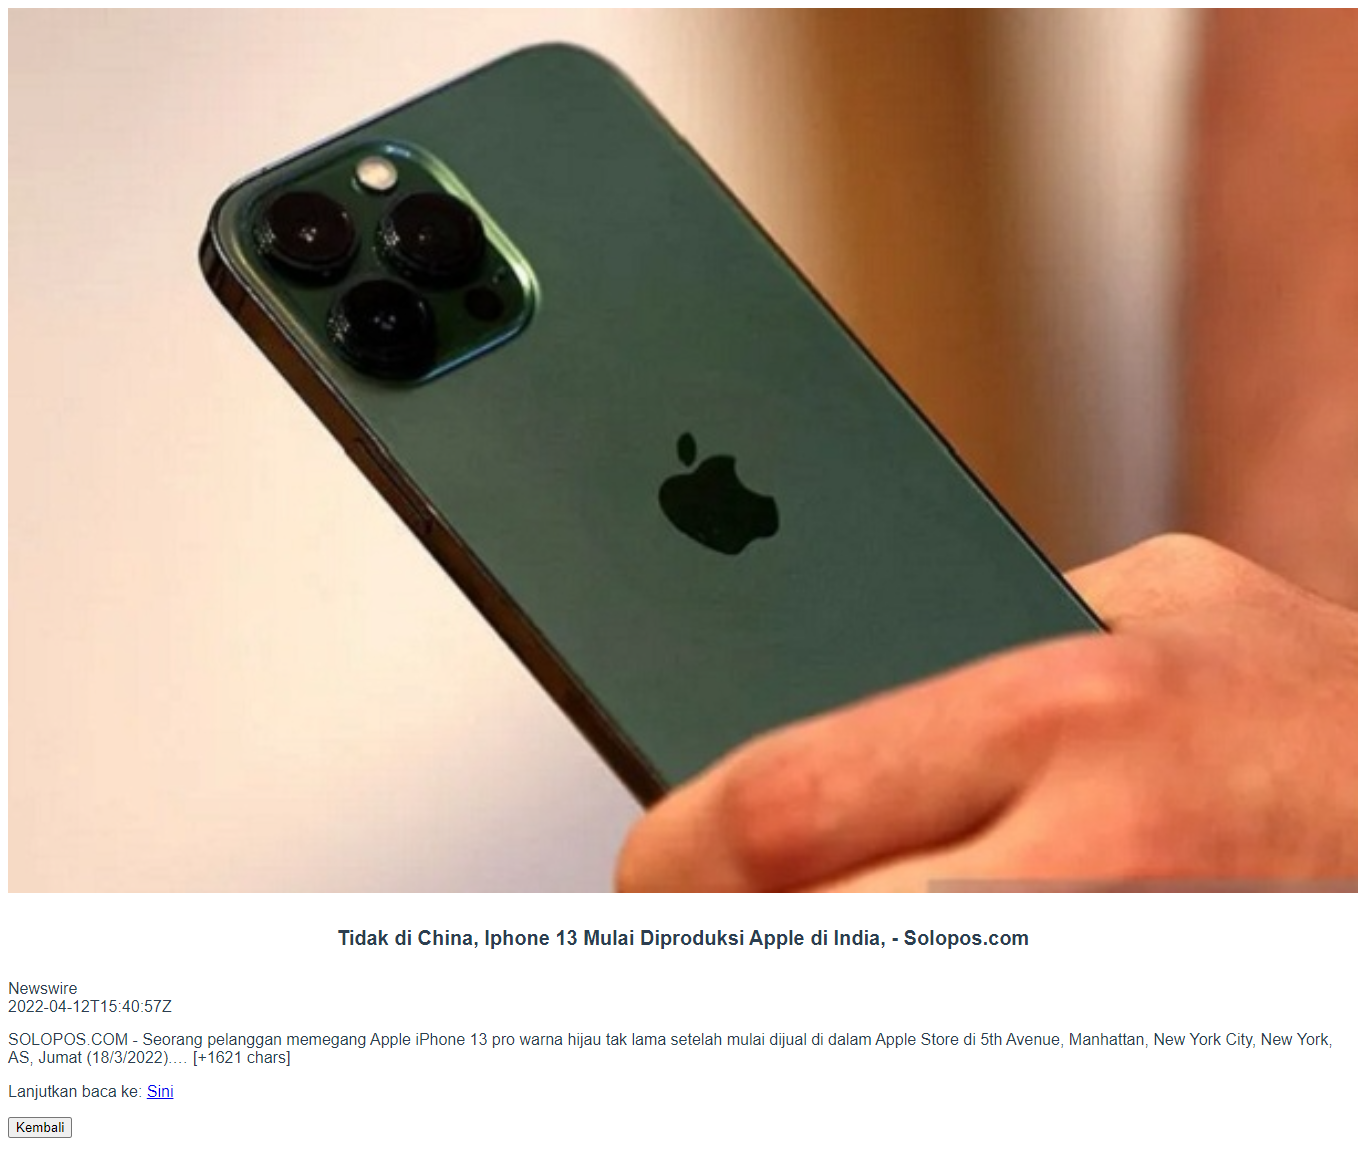 Tidak di China, Iphone 13 Mulai Diproduksi Apple di India, - Solopos.com
Newswire
2022-04-12T15:40:57Z
SOLOPOS.COM - Seorang pelanggan memegang Apple iPhone 13 pro warna hijau tak lama setelah mulai dijual di dalam Apple Store di 5th Avenue, Manhattan, New York City, New York,
AS, Jumat (18/3/2022).… [+1621 chars]
Lanjutkan baca ke: Sini
Kembali